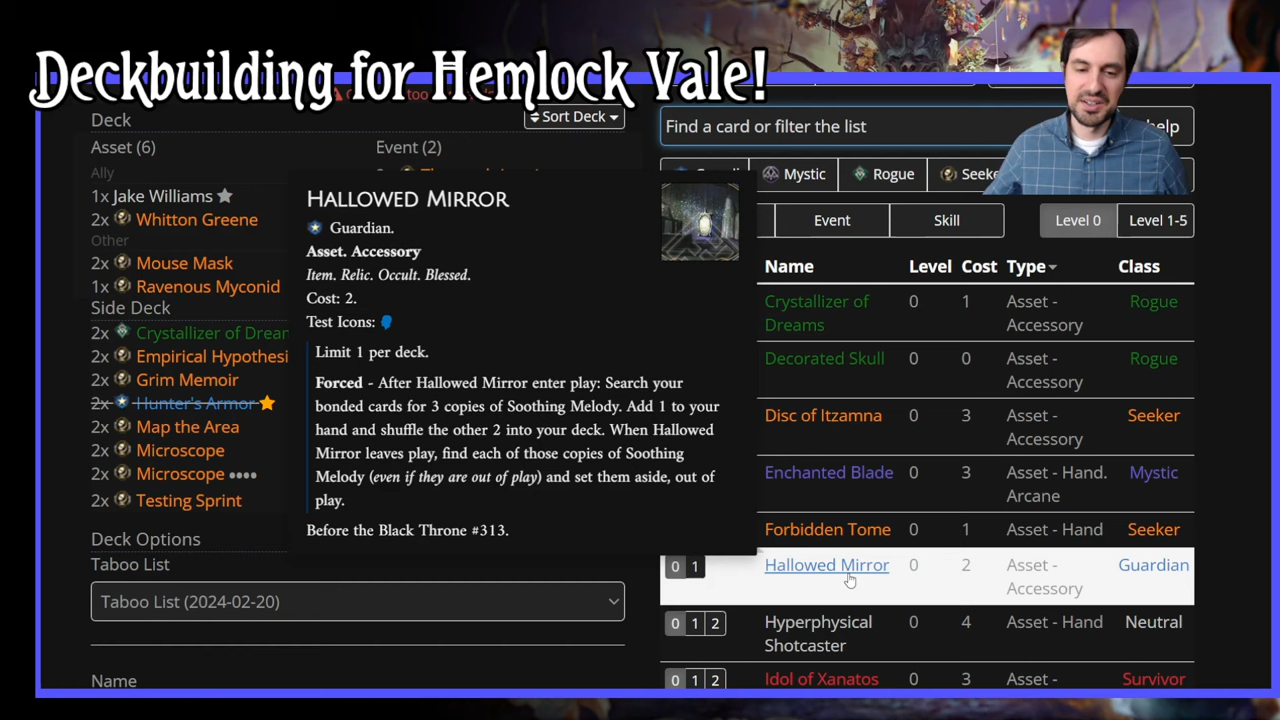 Deckbuilding for Hemlock Vale!
Deck
Sort Deck
Asset (6)
Event (2)
Ally
1x Jake Williams
2x Whitton Greene
Other
2x Mouse Mask
1x Ravenous Myconid
Side Deck
2x Crystallizer of Drean
2x Empirical Hypothesi
2x Grim Memoir
2x Hunter's Armor
2x Map the Area
2x Microscope
2x Microscope
2x Testing Sprint
Deck Options
Taboo List
Taboo List (2024-02-20)
Name
HALLOWED MIRROR
Guardian.
Asset. Accessory
Item. Relic. Occult. Blessed.
Cost: 2.
Test Icons:
Limit 1 per deck.
Forced - After Hallowed Mirror enter play: Search your
bonded cards for 3 copies of Soothing Melody. Add 1 to your
hand and shuffle the other 2 into your deck. When Hallowed
Mirror leaves play, find each of those copies of Soothing
Melody (even if they are out of play) and set them aside, out of
play.
Before the Black Throne #313.
Find a card or filter the list
help
Mystic
Rogue
Seeke
Event
Skill
Level 0
Level 1-5
Name Level Cost Type Class
Crystallizer of 0 1 Asset - Rogue
Dreams Accessory
Decorated Skull 0 0 Asset - Rogue
Accessory
Disc of Itzamna 0 3 Asset - Seeker
Accessory
Enchanted Blade 0 3 Asset - Hand. Mystic
Arcane
Forbidden Tome 0 1 Asset - Hand Seeker
0 1 Hallowed Mirror 0 2 Asset - Guardian
Accessory
0 1 2 Hyperphysical 0 4 Asset - Hand Neutral
Shotcaster
0 1 2 Idol of Xanatos 0 3 Asset - Survivor